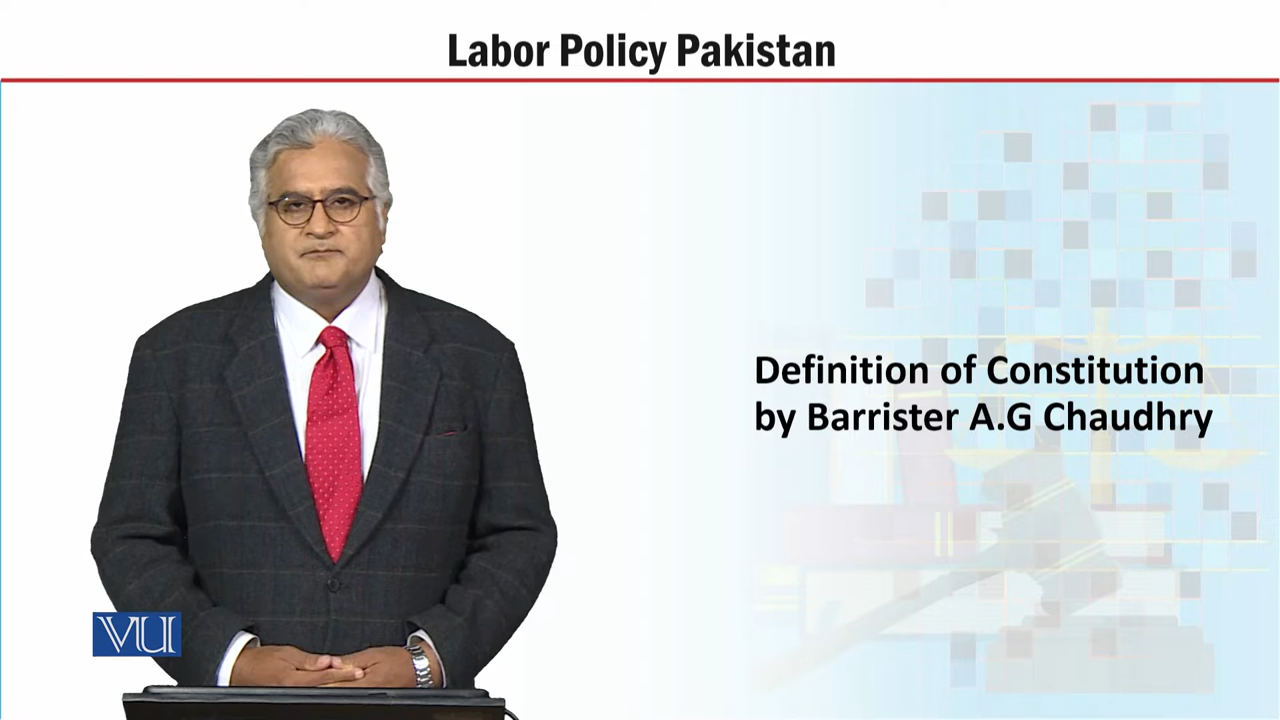 Labor Policy Pakistan
Definition of Constitution
by Barrister A.G Chaudhry
VU